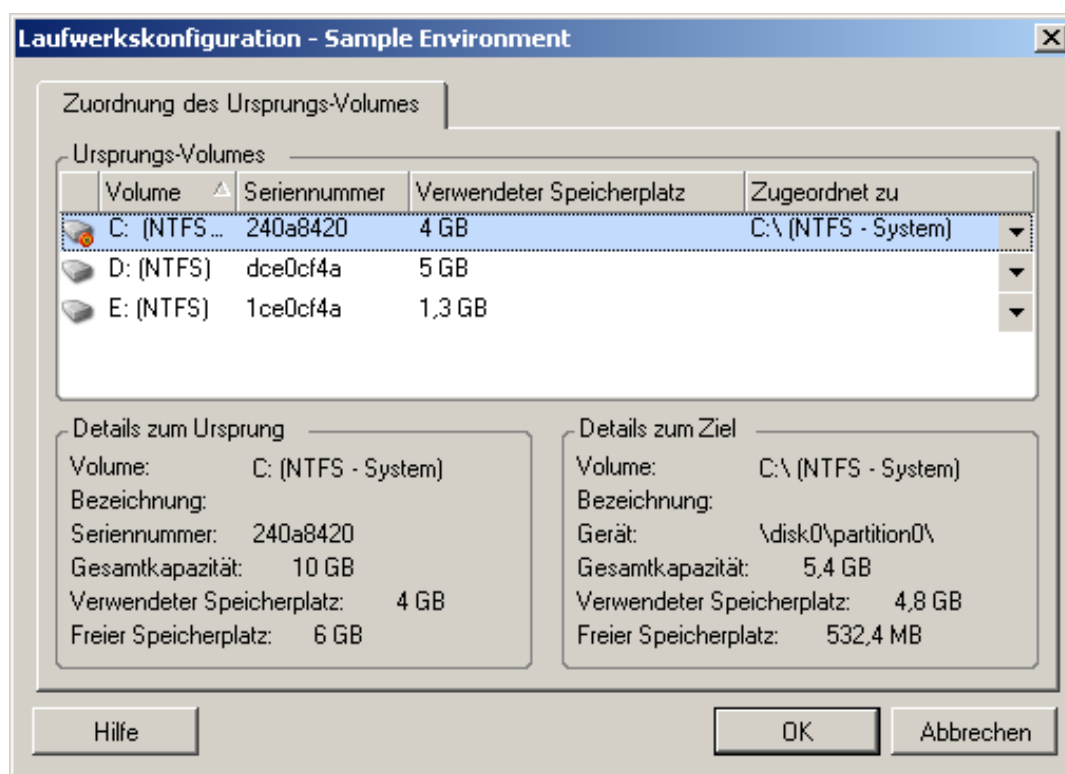 Laufwerkskonfiguration - Sample Environment
Zuordnung des Ursprungs-Volumes
Ursprungs-Volumes
Volume Seriennummer Verwendeter Speicherplatz Zugeordnet zu
C: (NTFS... 240a8420 4 GB C:\ (NTFS - System)
D: (NTFS) dce0cf4a 5 GB
E: (NTFS) 1ce0cf4a 1,3 GB
Details zum Ursprung
Volume: C: (NTFS - System)
Bezeichnung:
Seriennummer: 240a8420
Gesamtkapazität: 10 GB
Verwendeter Speicherplatz: 4 GB
Freier Speicherplatz: 6 GB
Details zum Ziel
Volume: C:\ (NTFS - System)
Bezeichnung:
Gerät: \disk0\partition0\
Gesamtkapazität: 5,4 GB
Verwendeter Speicherplatz: 4,8 GB
Freier Speicherplatz: 532,4 MB
Hilfe OK Abbrechen